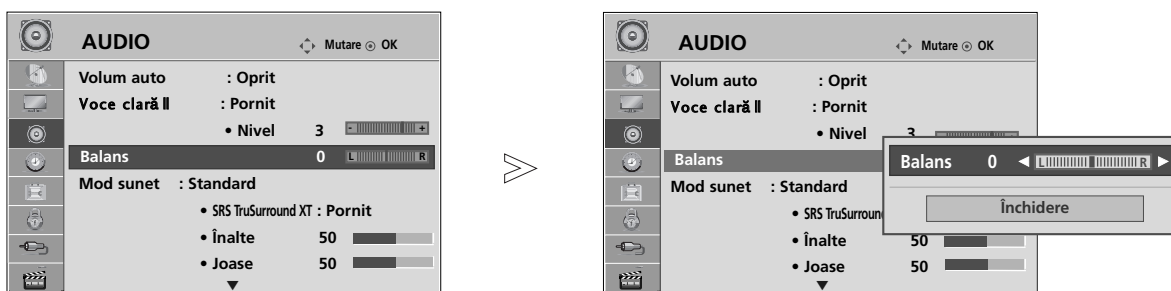 AUDIO
Mutare OK
Volum auto : Oprit
Voce clară II : Pornit
• Nivel 3 - +
Balans 0 L R
Mod sunet : Standard
• SRS TruSurround XT : Pornit
• Înalte 50
• Joase 50
AUDIO
Mutare OK
Volum auto : Oprit
Voce clară II : Pornit
• Nivel 3
Balans
Mod sunet : Standard
• SRS TruSurroun
• Înalte 50
• Joase 50
Balans 0 L R
Închidere